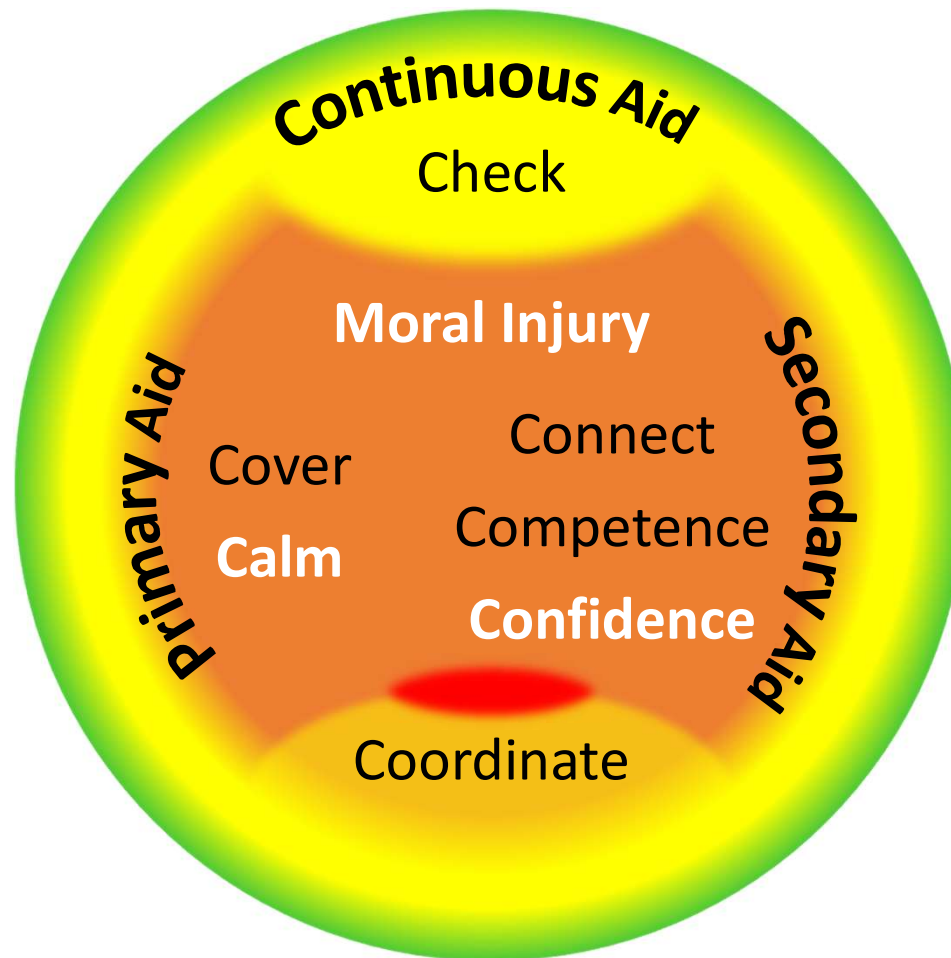 Continuous Aid
Check
Moral Injury
Primary Aid
Cover
Calm
Connect
Competence
Confidence
Secondary Aid
Coordinate